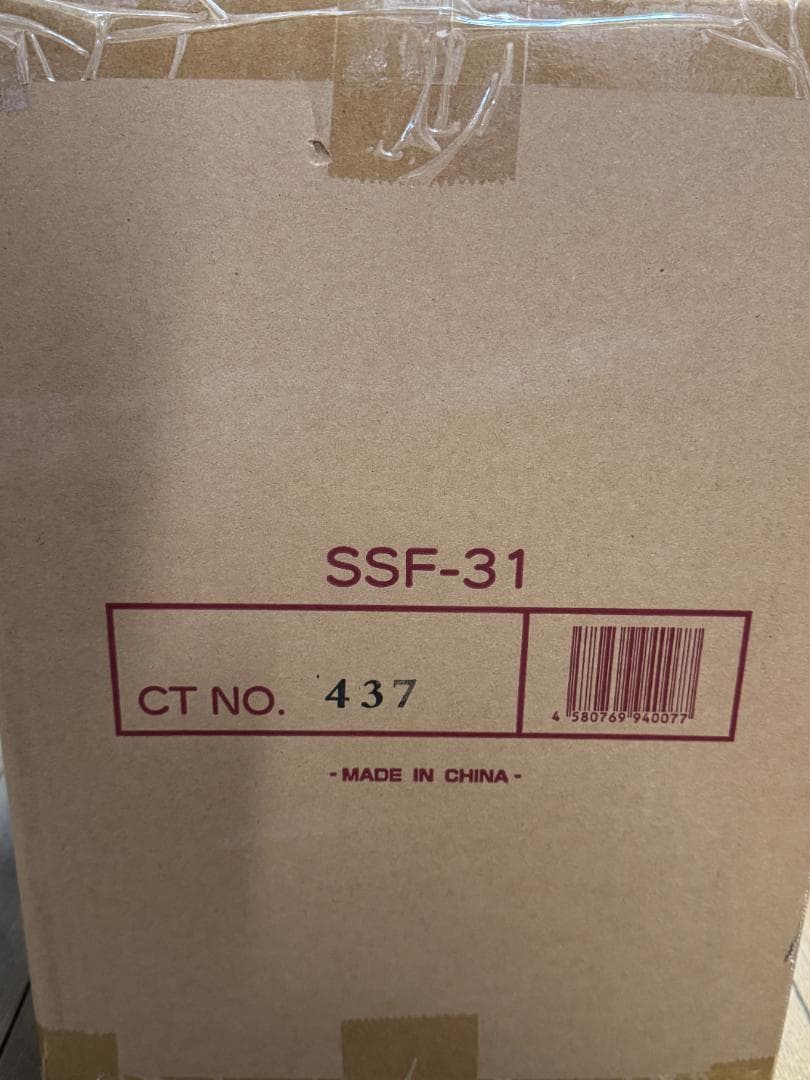 SSF-31
CT NO. 437
4 580769 940077
- MADE IN CHINA -